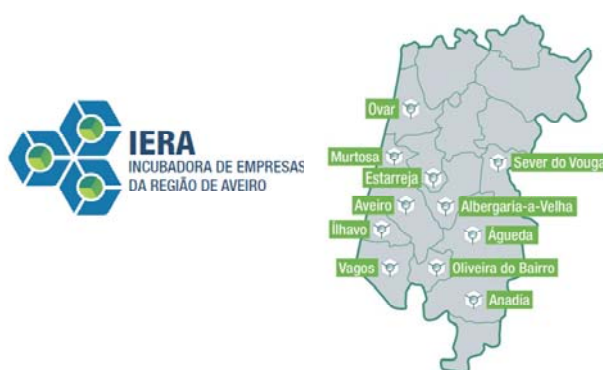 IERA
INCUBADORA DE EMPRESAS
DA REGIÃO DE AVEIRO
Ovar
Murtosa
Sever do Vouga
Estarreja
Aveiro
Albergaria-a-Velha
Ílhavo
Águeda
Vagos
Oliveira do Bairro
Anadia